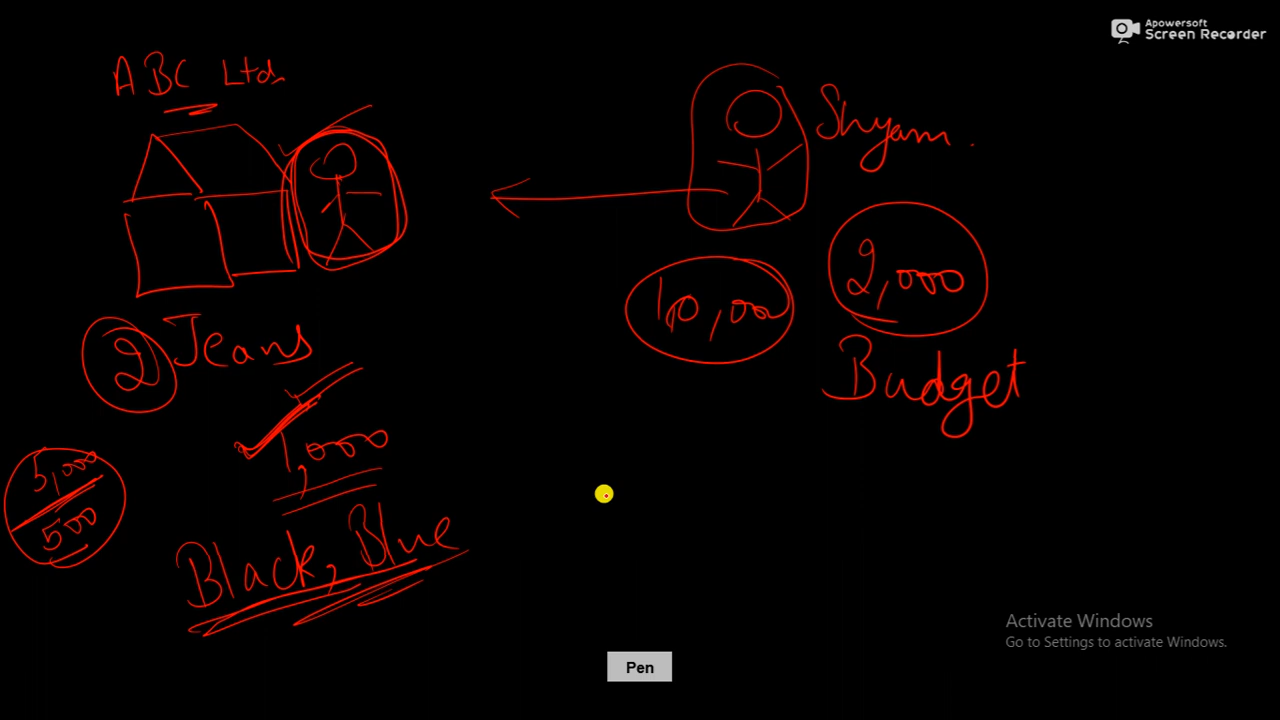 Apowersoft
Screen Recorder
ABC Ltd.
Shyam.
2,000
10,000
Budget
2 Jeans
1,000
5,000
500
Black, Blue
Activate Windows
Go to Settings to activate Windows.
Pen